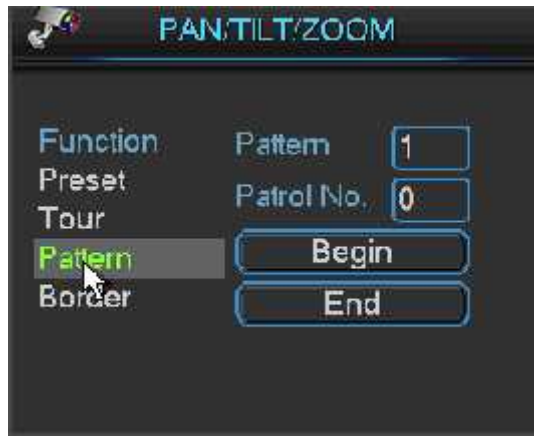 PAN/TILT/ZOOM
Function
Preset
Tour
Pattern
Border
Pattern 1
Patrol No. 0
Begin
End